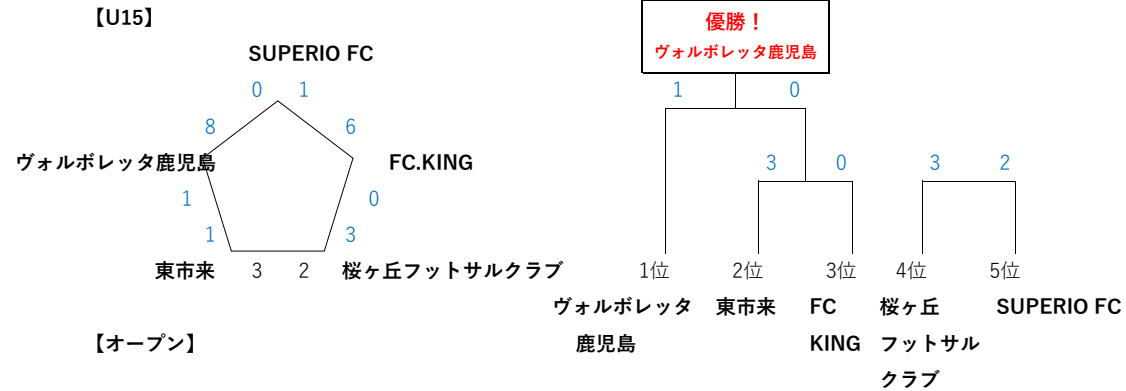 【U15】
優勝！
SUPERIO FC
ヴォルボレッタ鹿児島
0 1
1 0
8 6
ヴォルボレッタ鹿児島
FC.KING
3 0
3 2
1 0
1 3
東市来 3 2 桜ヶ丘フットサルクラブ
1位 2位 3位 4位 5位
ヴォルボレッタ 東市来 FC 桜ヶ丘 SUPERIO FC
【オープン】
鹿児島 KING フットサル
クラブ